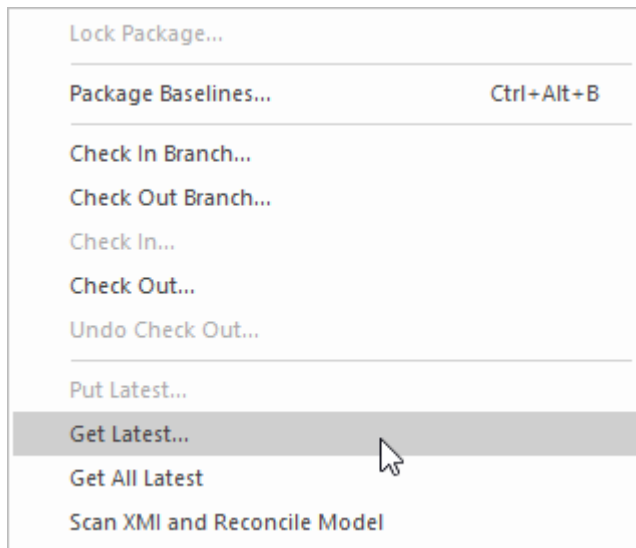 Lock Package...
Package Baselines... Ctrl+Alt+B
Check In Branch...
Check Out Branch...
Check In...
Check Out...
Undo Check Out...
Put Latest...
Get Latest...
Get All Latest
Scan XMI and Reconcile Model